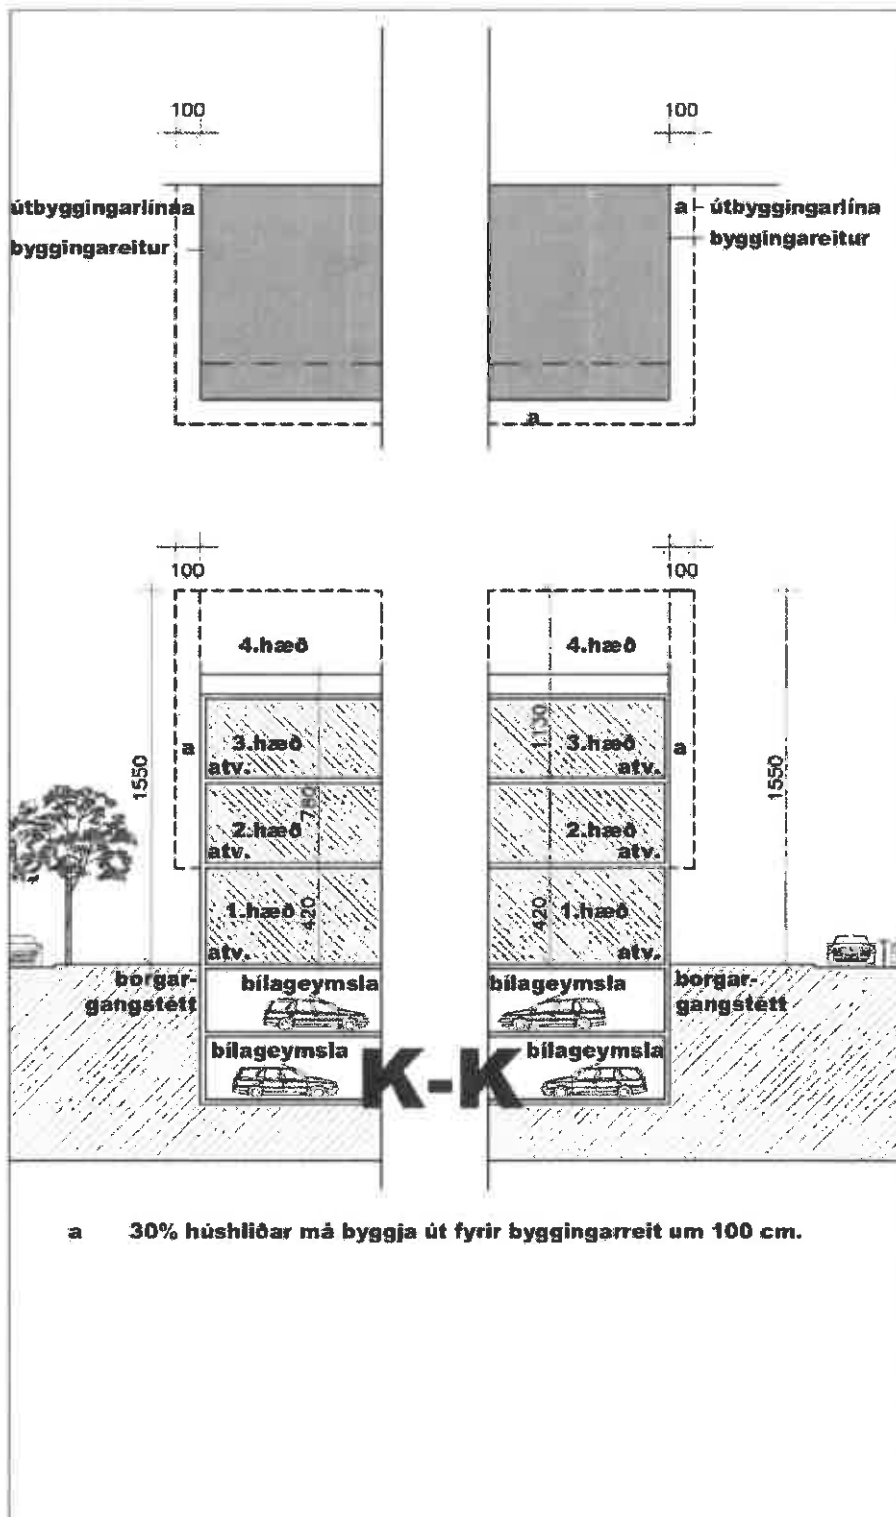 100
100
útbyggingarlínaa
a útbyggingarlína
byggingareitur
byggingareitur
a
100
100
4.hæð
4.hæð
1550
a
3.hæð
atv.
1130
3.hæð
atv.
a
1550
780
2.hæð
atv.
2.hæð
atv.
420
1.hæð
atv.
420
1.hæð
atv.
borgar-
gangstétt
bílageymsla
bílageymsla
borgar-
gangstétt
bílageymsla
bílageymsla
K-K
a 30% húshliðar má byggja út fyrir byggingarreit um 100 cm.